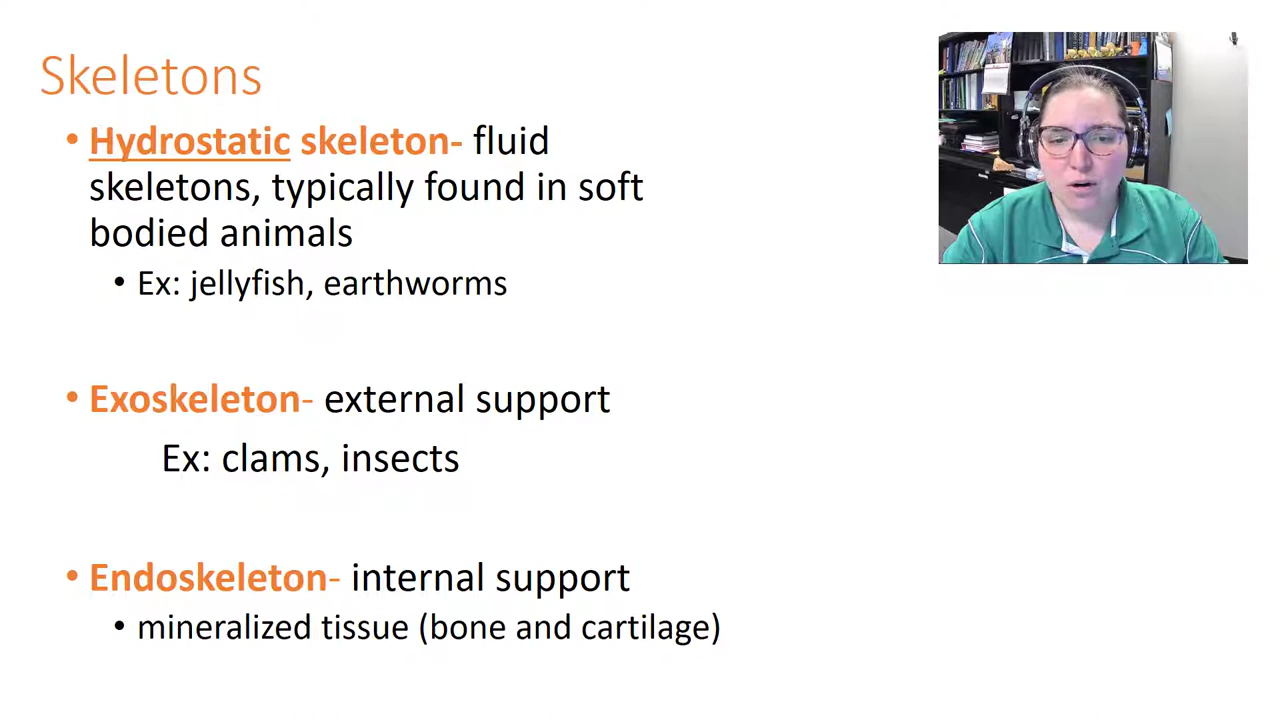 Skeletons
• Hydrostatic skeleton- fluid
skeletons, typically found in soft
bodied animals
• Ex: jellyfish, earthworms
• Exoskeleton- external support
Ex: clams, insects
• Endoskeleton- internal support
• mineralized tissue (bone and cartilage)